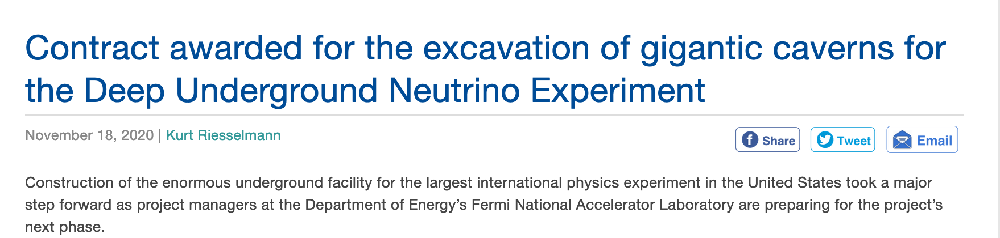 Contract awarded for the excavation of gigantic caverns for
the Deep Underground Neutrino Experiment
November 18, 2020 | Kurt Riesselmann
Share Tweet Email
Construction of the enormous underground facility for the largest international physics experiment in the United States took a major
step forward as project managers at the Department of Energy’s Fermi National Accelerator Laboratory are preparing for the project’s
next phase.